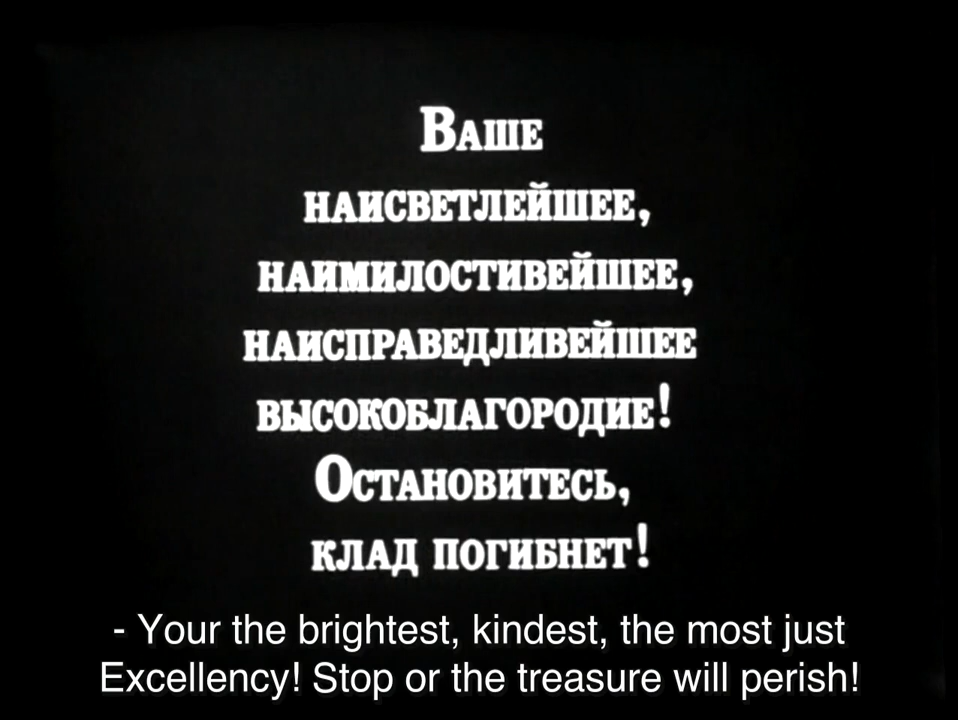 Ваше
наисветлейшее,
наимилостивейшее,
наисправедливейшее
высокоблагородие!
Остановитесь,
клад погибнет!
- Your the brightest, kindest, the most just
Excellency! Stop or the treasure will perish!